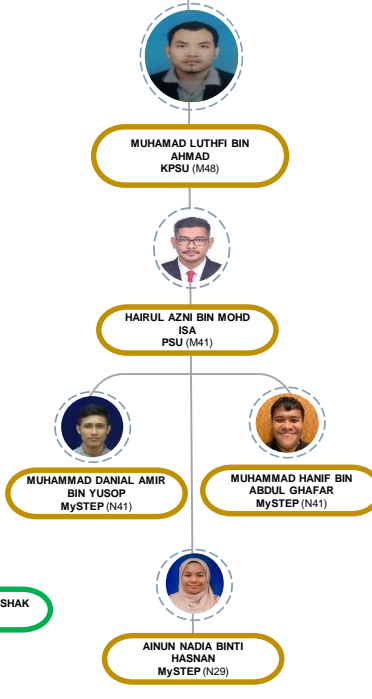 MUHAMAD LUTHFI BIN
AHMAD
KPSU (M48)
HAIRUL AZNI BIN MOHD
ISA
PSU (M41)
MUHAMMAD DANIAL AMIR
BIN YUSOP
MySTEP (N41)
MUHAMMAD HANIF BIN
ABDUL GHAFAR
MySTEP (N41)
SHAK
AINUN NADIA BINTI
HASNAN
MySTEP (N29)